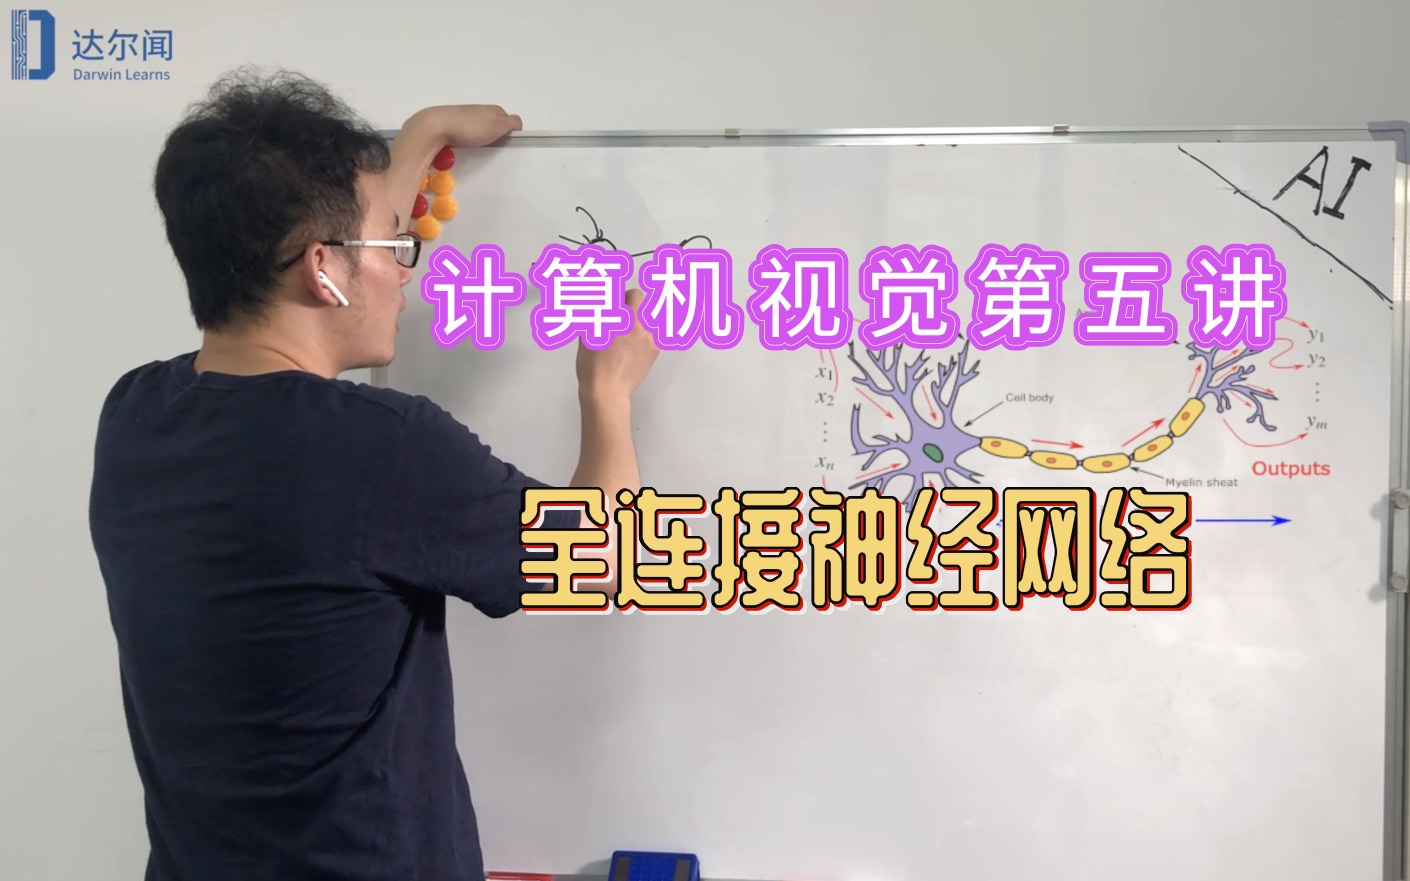 达尔闻
Darwin Learns
AI
计算机视觉第五讲
x1
x2
⋮
xn
Cell body
Myelin sheat
y1
y2
⋮
ym
Outputs
全连接神经网络